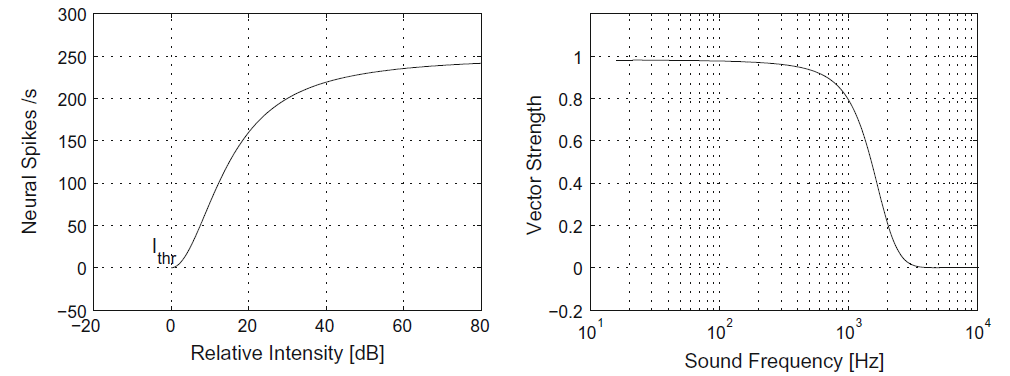 300
250
200
150
100
50
0
−50
Neural Spikes /s
I thr
−20 0 20 40 60 80
Relative Intensity [dB]
1
0.8
0.6
0.4
0.2
0
−0.2
Vector Strength
10^1 10^2 10^3 10^4
Sound Frequency [Hz]